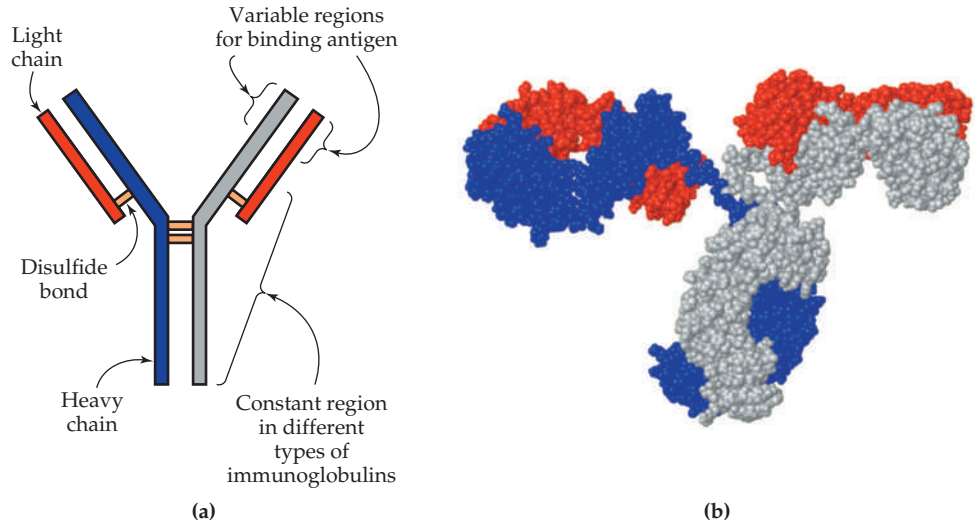 Light
chain
Variable regions
for binding antigen
Disulfide
bond
Heavy
chain
Constant region
in different
types of
immunoglobulins
(a)
(b)